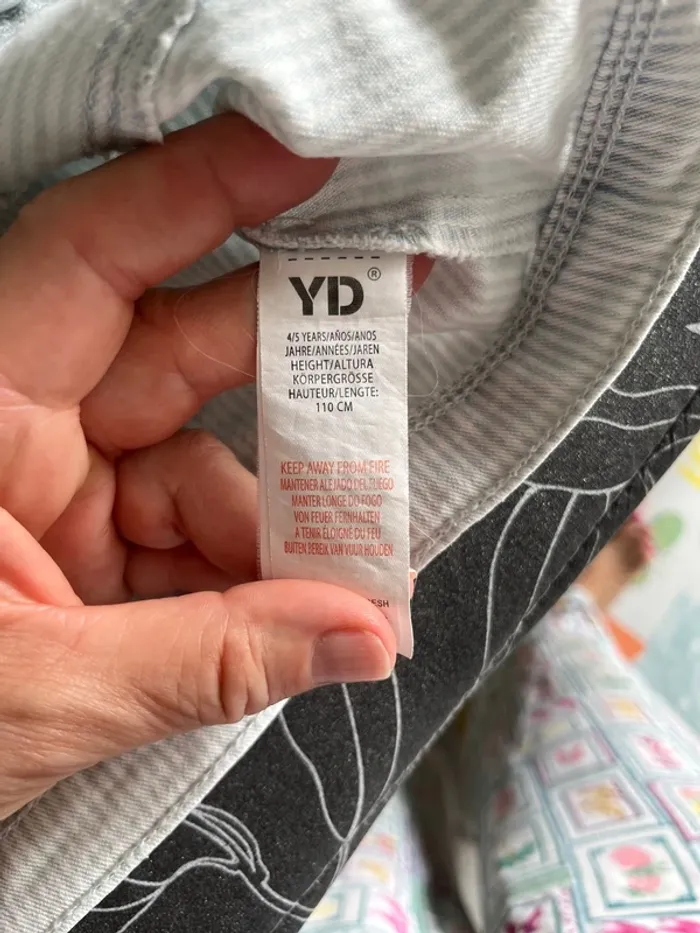 YD®
4/5 YEARS/AÑOS/ANOS
JAHRE/ANNÉES/JAREN
HEIGHT/ALTURA
KÖRPERGRÖSSE
HAUTEUR/LENGTE:
110 CM
KEEP AWAY FROM FIRE
MANTENER ALEJADO DEL FUEGO
MANTER LONGE DO FOGO
VON FEUER FERNHALTEN
A TENIR ÉLOIGNÉ DU FEU
BUITEN BEREIK VAN VUUR HOUDEN